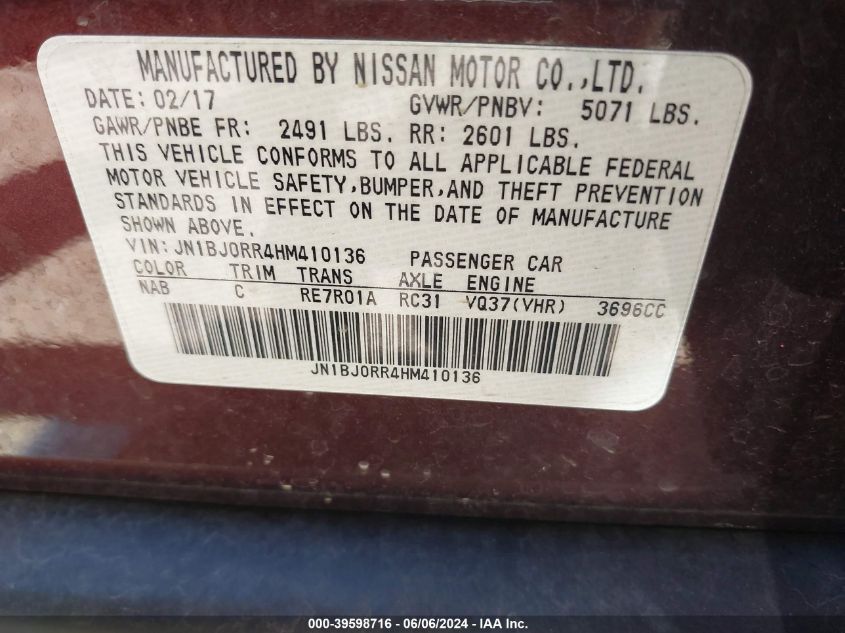 MANUFACTURED BY NISSAN MOTOR CO.,LTD.
DATE: 02/17 GVWR/PNBV: 5071 LBS.
GAWR/PNBE FR: 2491 LBS. RR: 2601 LBS.
THIS VEHICLE CONFORMS TO ALL APPLICABLE FEDERAL
MOTOR VEHICLE SAFETY,BUMPER,AND THEFT PREVENTION
STANDARDS IN EFFECT ON THE DATE OF MANUFACTURE
SHOWN ABOVE.
VIN: JN1BJ0RR4HM410136 PASSENGER CAR
COLOR TRIM TRANS AXLE ENGINE
NAB C RE7R01A RC31 VQ37(VHR) 3696CC
JN1BJ0RR4HM410136
000-39598716 - 06/06/2024 - IAA Inc.